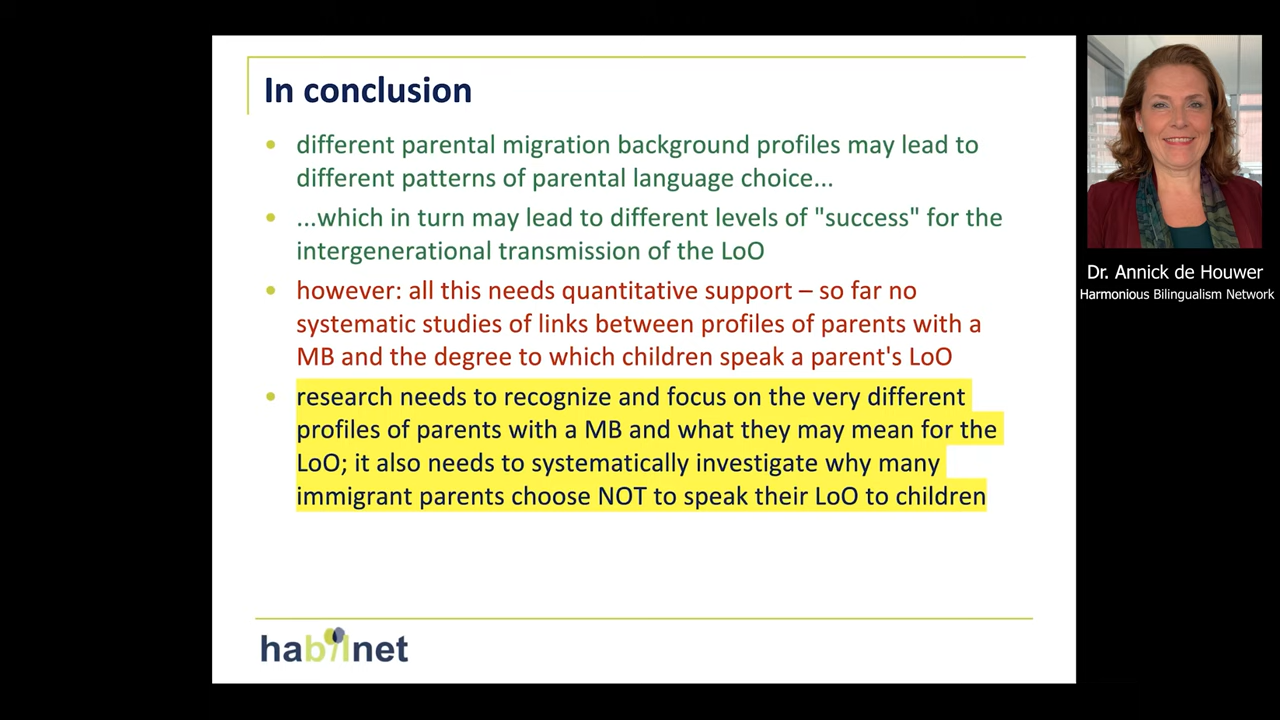 In conclusion
different parental migration background profiles may lead to
different patterns of parental language choice...
...which in turn may lead to different levels of "success" for the
intergenerational transmission of the LoO
however: all this needs quantitative support – so far no
systematic studies of links between profiles of parents with a
MB and the degree to which children speak a parent's LoO
research needs to recognize and focus on the very different
profiles of parents with a MB and what they may mean for the
LoO; it also needs to systematically investigate why many
immigrant parents choose NOT to speak their LoO to children
habilnet
Dr. Annick de Houwer
Harmonious Bilingualism Network